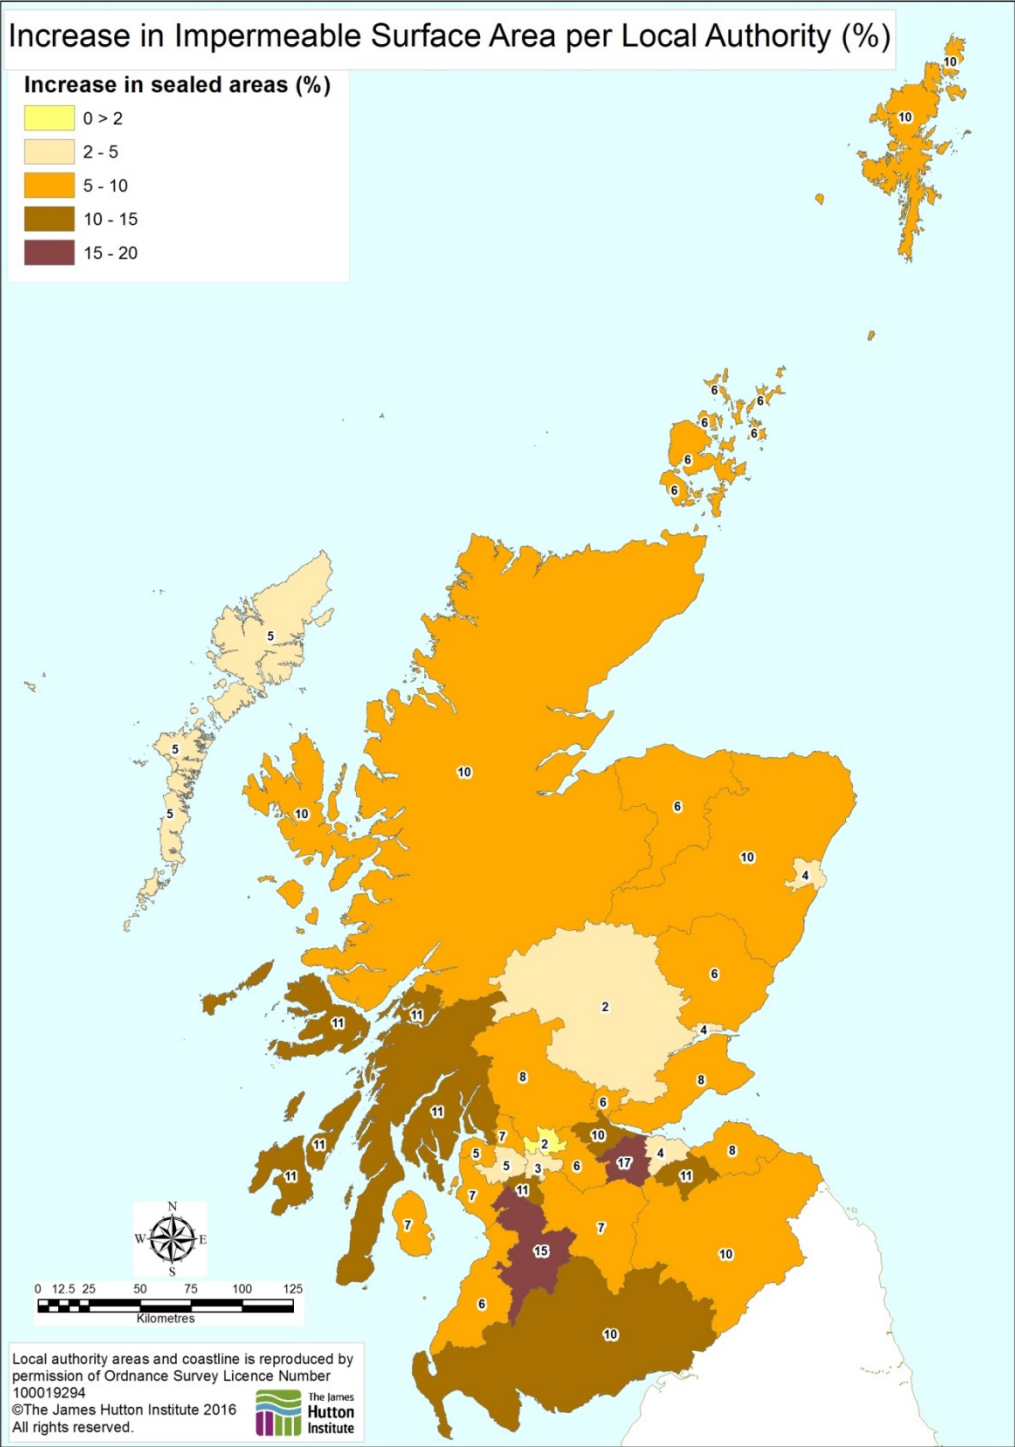 Increase in Impermeable Surface Area per Local Authority (%)
Increase in sealed areas (%)
0 > 2
2 - 5
5 - 10
10 - 15
15 - 20
10
10
6
6
6
6
6
6
5
5
5
10
10
6
10
4
6
2
4
11
11
8
8
6
11
10
7
2
11
5
5
3
6
17
4
8
11
11
7
11
7
7
15
10
6
10
N
W E
S
0 12.5 25 50 75 100 125
Kilometres
Local authority areas and coastline is reproduced by
permission of Ordnance Survey Licence Number
100019294
©The James Hutton Institute 2016
All rights reserved.
The James
Hutton
Institute